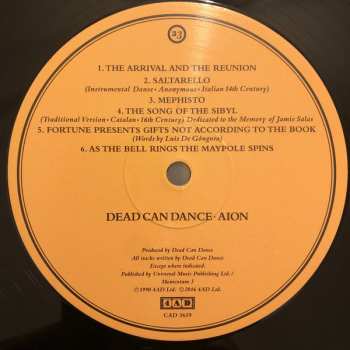 23
1. THE ARRIVAL AND THE REUNION
2. SALTARELLO
(Instrumental Dance • Anonymous • Italian 14th Century)
3. MEPHISTO
4. THE SONG OF THE SIBYL
(Traditional Version • Catalan • 16th Century) Dedicated to the Memory of Jamie Salas
5. FORTUNE PRESENTS GIFTS NOT ACCORDING TO THE BOOK
(Words by Luis De Góngora)
6. AS THE BELL RINGS THE MAYPOLE SPINS
DEAD CAN DANCE • AION
Produced by Dead Can Dance
All tracks written by Dead Can Dance
Except where indicated.
Published by Universal Music Publishing Ltd. /
Momentum 3
℗ 1990 4AD Ltd. © 2016 4AD Ltd.
4AD
CAD 3629